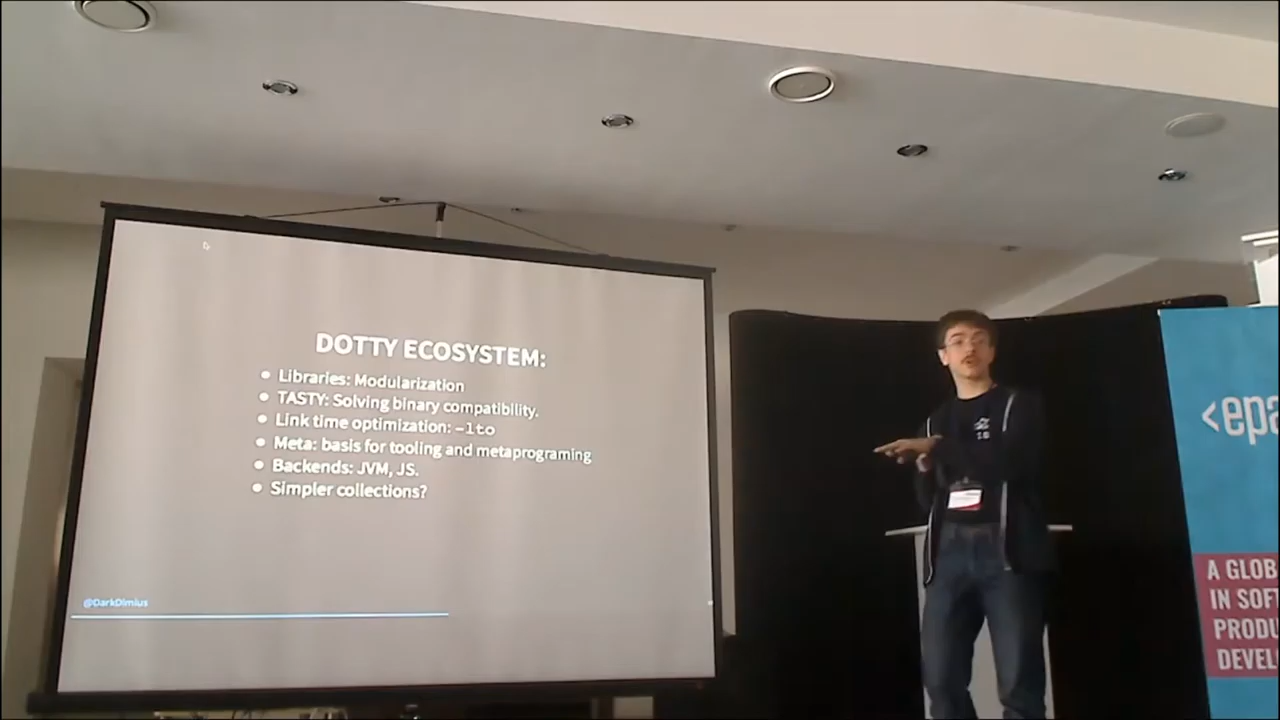 DOTTY ECOSYSTEM:
Libraries: Modularization
TASTY: Solving binary compatibility.
Link time optimization: -lto
Meta: basis for tooling and metaprograming
Backends: JVM, JS.
Simpler collections?
@DarkDimius
<epa
A GLOB
IN SOFT
PRODU
DEVEL